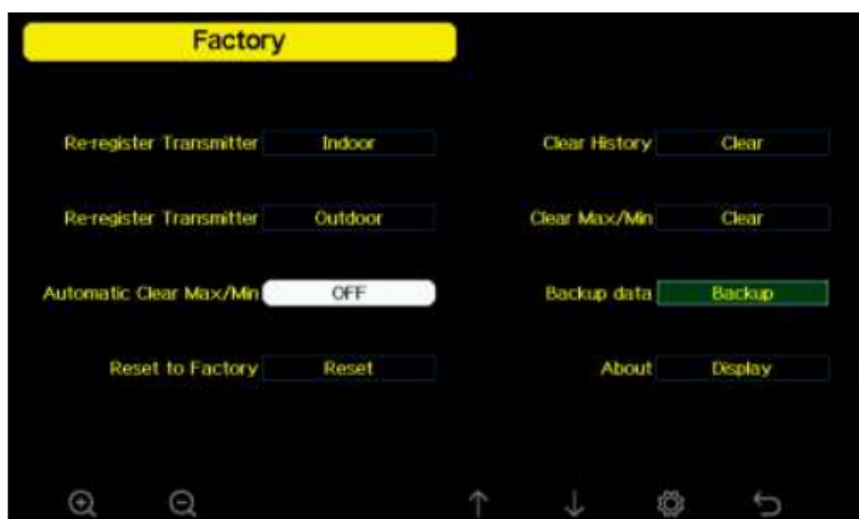 Factory
Re-register Transmitter Indoor Clear History Clear
Re-register Transmitter Outdoor Clear Max/Min Clear
Automatic Clear Max/Min OFF Backup data Backup
Reset to Factory Reset About Display